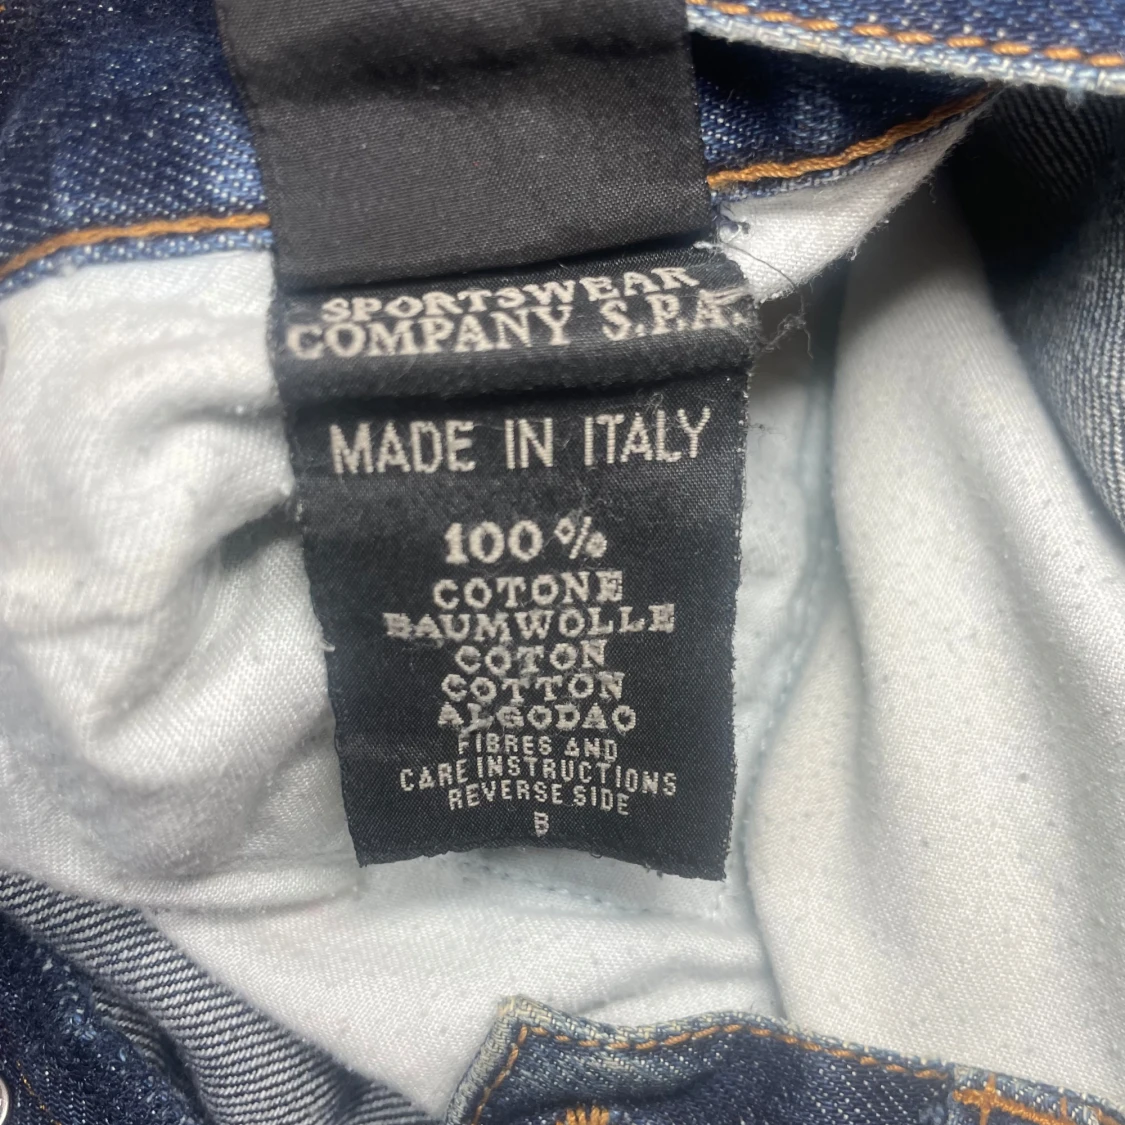 SPORTSWEAR
COMPANY S.P.A.
MADE IN ITALY
100%
COTONE
BAUMWOLLE
COTON
COTTON
ALGODAO
FIBRES AND
CARE INSTRUCTIONS
REVERSE SIDE
B